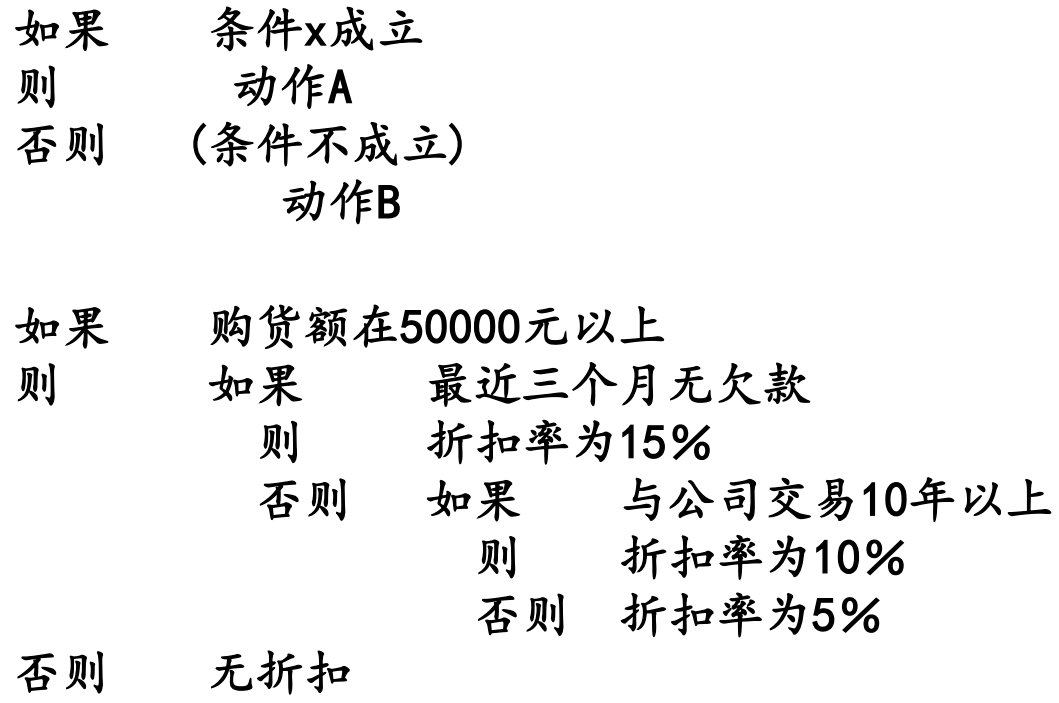 如果 条件x成立
则 动作A
否则 (条件不成立)
动作B
如果 购货额在50000元以上
则 如果 最近三个月无欠款
则 折扣率为15%
否则 如果 与公司交易10年以上
则 折扣率为10%
否则 折扣率为5%
否则 无折扣